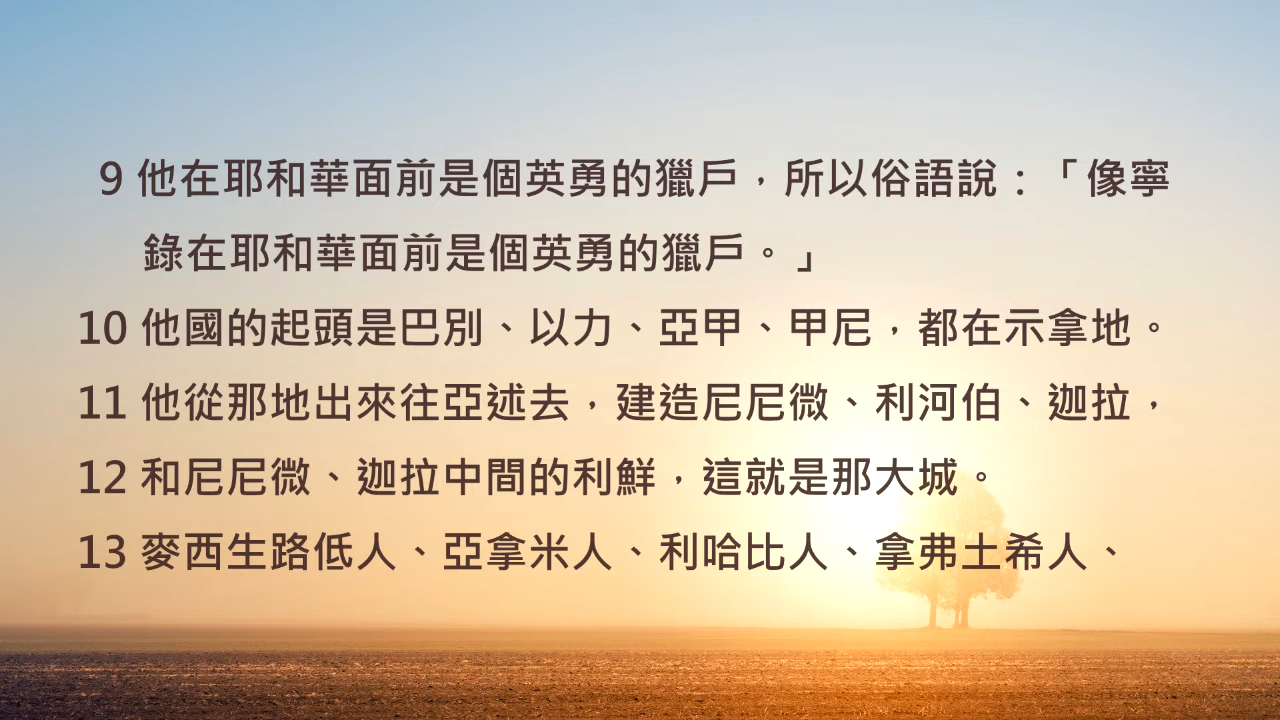 9 他在耶和華面前是個英勇的獵戶，所以俗語說：「像寧
錄在耶和華面前是個英勇的獵戶。」
10 他國的起頭是巴別、以力、亞甲、甲尼，都在示拿地。
11 他從那地出來往亞述去，建造尼尼微、利河伯、迦拉，
12 和尼尼微、迦拉中間的利鮮，這就是那大城。
13 麥西生路低人、亞拿米人、利哈比人、拿弗土希人、